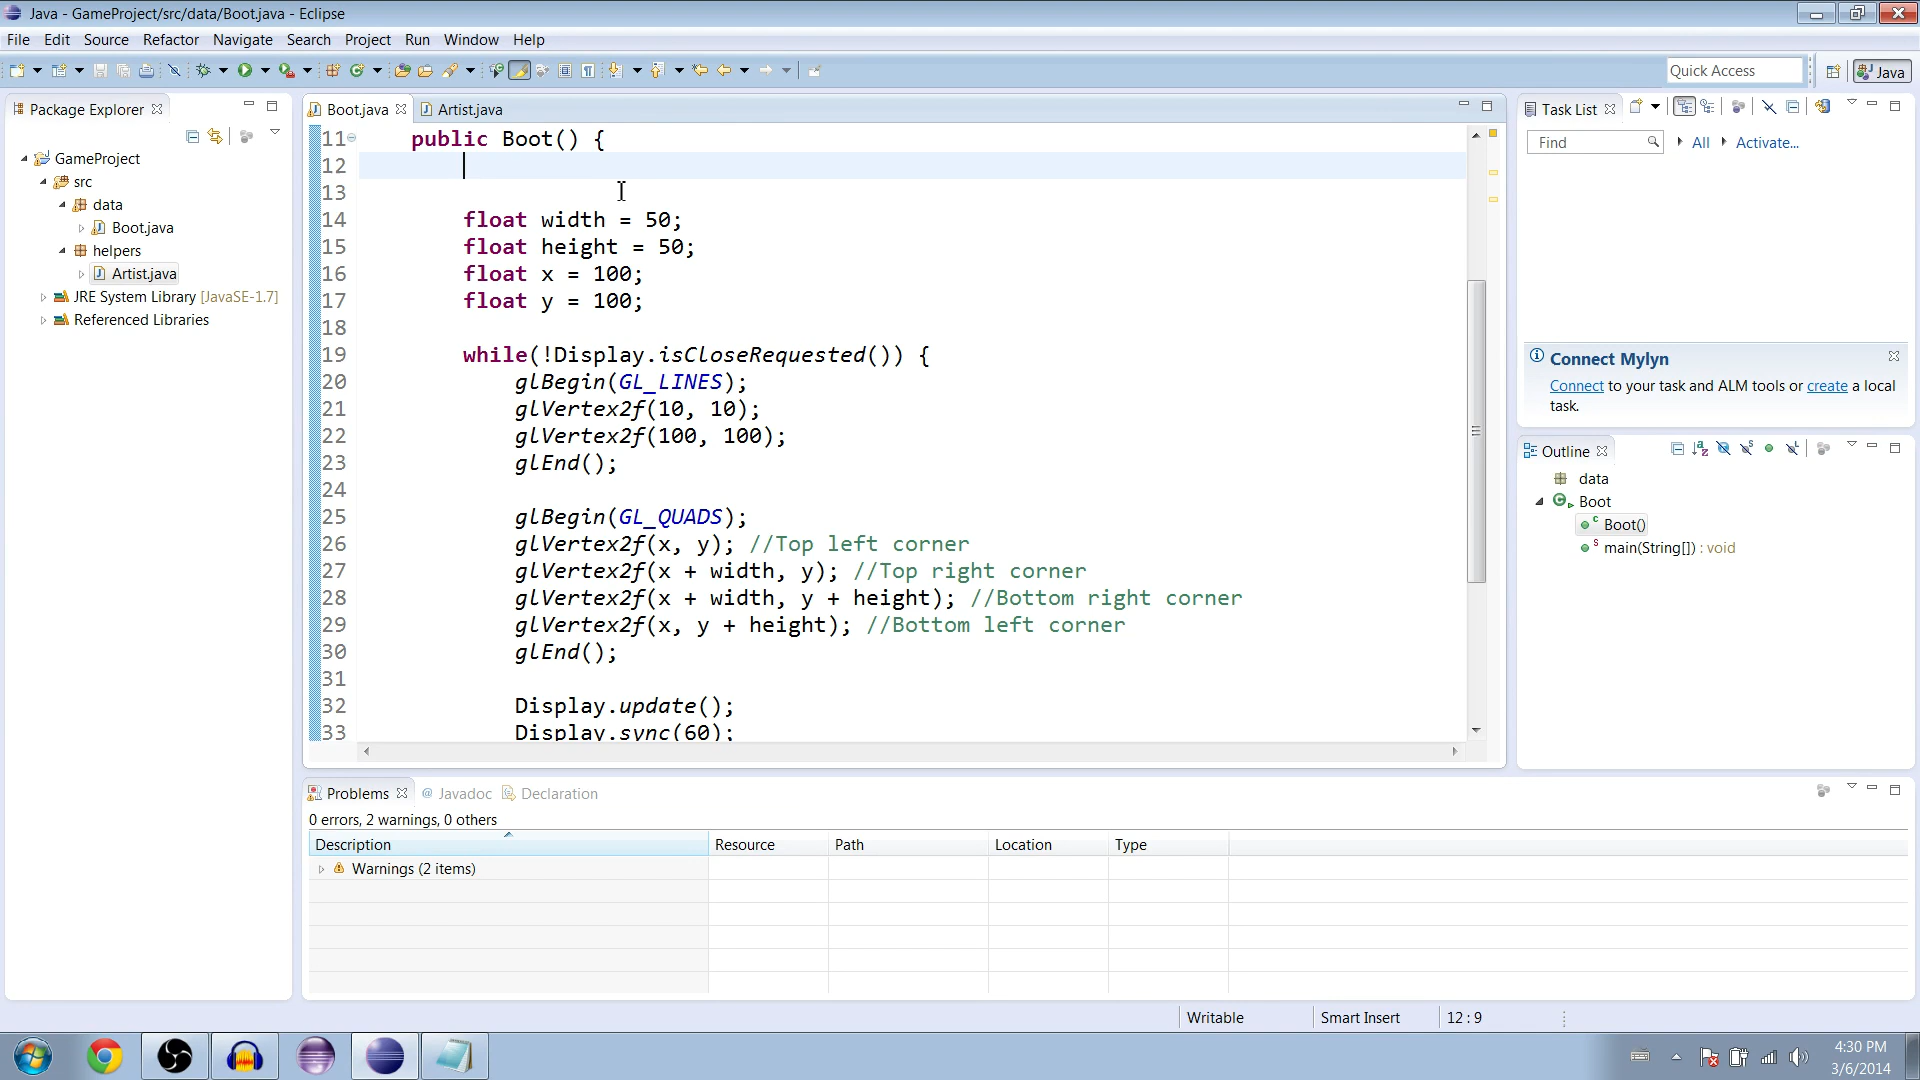 Java - GameProject/src/data/Boot.java - Eclipse
File Edit Source Refactor Navigate Search Project Run Window Help
Quick Access
Java
Package Explorer
GameProject
src
data
Boot.java
helpers
Artist.java
JRE System Library [JavaSE-1.7]
Referenced Libraries
Boot.java Artist.java
11 public Boot() {
12
13
14 float width = 50;
15 float height = 50;
16 float x = 100;
17 float y = 100;
18
19 while(!Display.isCloseRequested()) {
20 glBegin(GL_LINES);
21 glVertex2f(10, 10);
22 glVertex2f(100, 100);
23 glEnd();
24
25 glBegin(GL_QUADS);
26 glVertex2f(x, y); //Top left corner
27 glVertex2f(x + width, y); //Top right corner
28 glVertex2f(x + width, y + height); //Bottom right corner
29 glVertex2f(x, y + height); //Bottom left corner
30 glEnd();
31
32 Display.update();
33 Display.sync(60);
Task List
Find All Activate...
Connect Mylyn
Connect to your task and ALM tools or create a local
task.
Outline
data
Boot
Boot()
main(String[]) : void
Problems @ Javadoc Declaration
0 errors, 2 warnings, 0 others
Description Resource Path Location Type
Warnings (2 items)
Writable Smart Insert 12 : 9
4:30 PM
3/6/2014